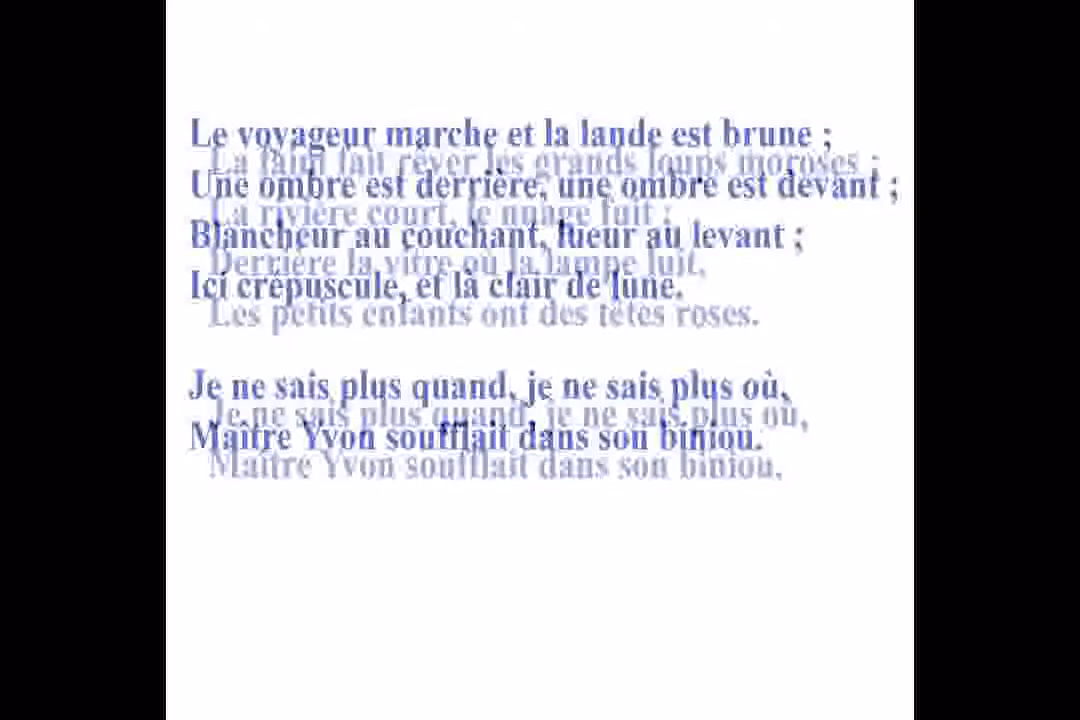 Le voyageur marche et la lande est brune ;
La faim fait rêver les grands loups moroses ;
Une ombre est derrière, une ombre est devant ;
La rivière court, le nuage fuit ;
Blancheur au couchant, lueur au levant ;
Derrière la vitre où la lampe luit,
Ici crépuscule, et là clair de lune.
Les petits enfants ont des têtes roses.
Je ne sais plus quand, je ne sais plus où,
Je ne sais plus quand, je ne sais plus où,
Maître Yvon soufflait dans son biniou.
Maître Yvon soufflait dans son biniou.